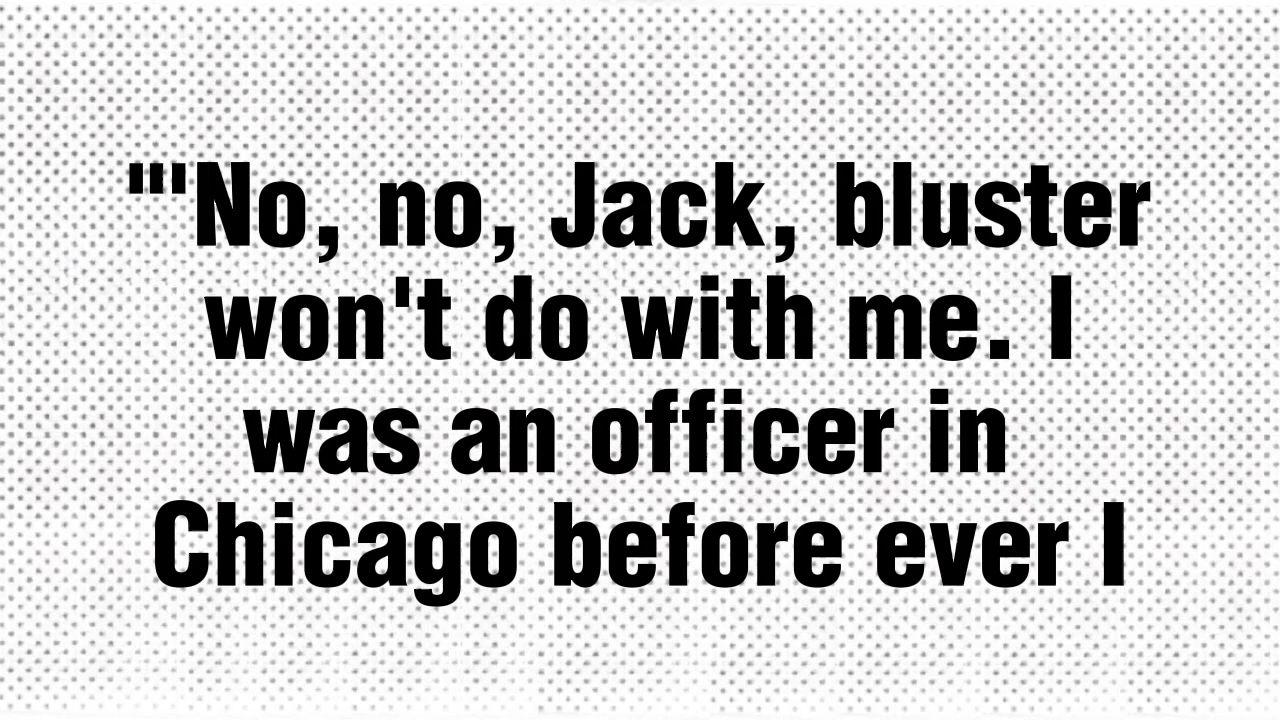 "'No, no, Jack, bluster
won't do with me. I
was an officer in
Chicago before ever I